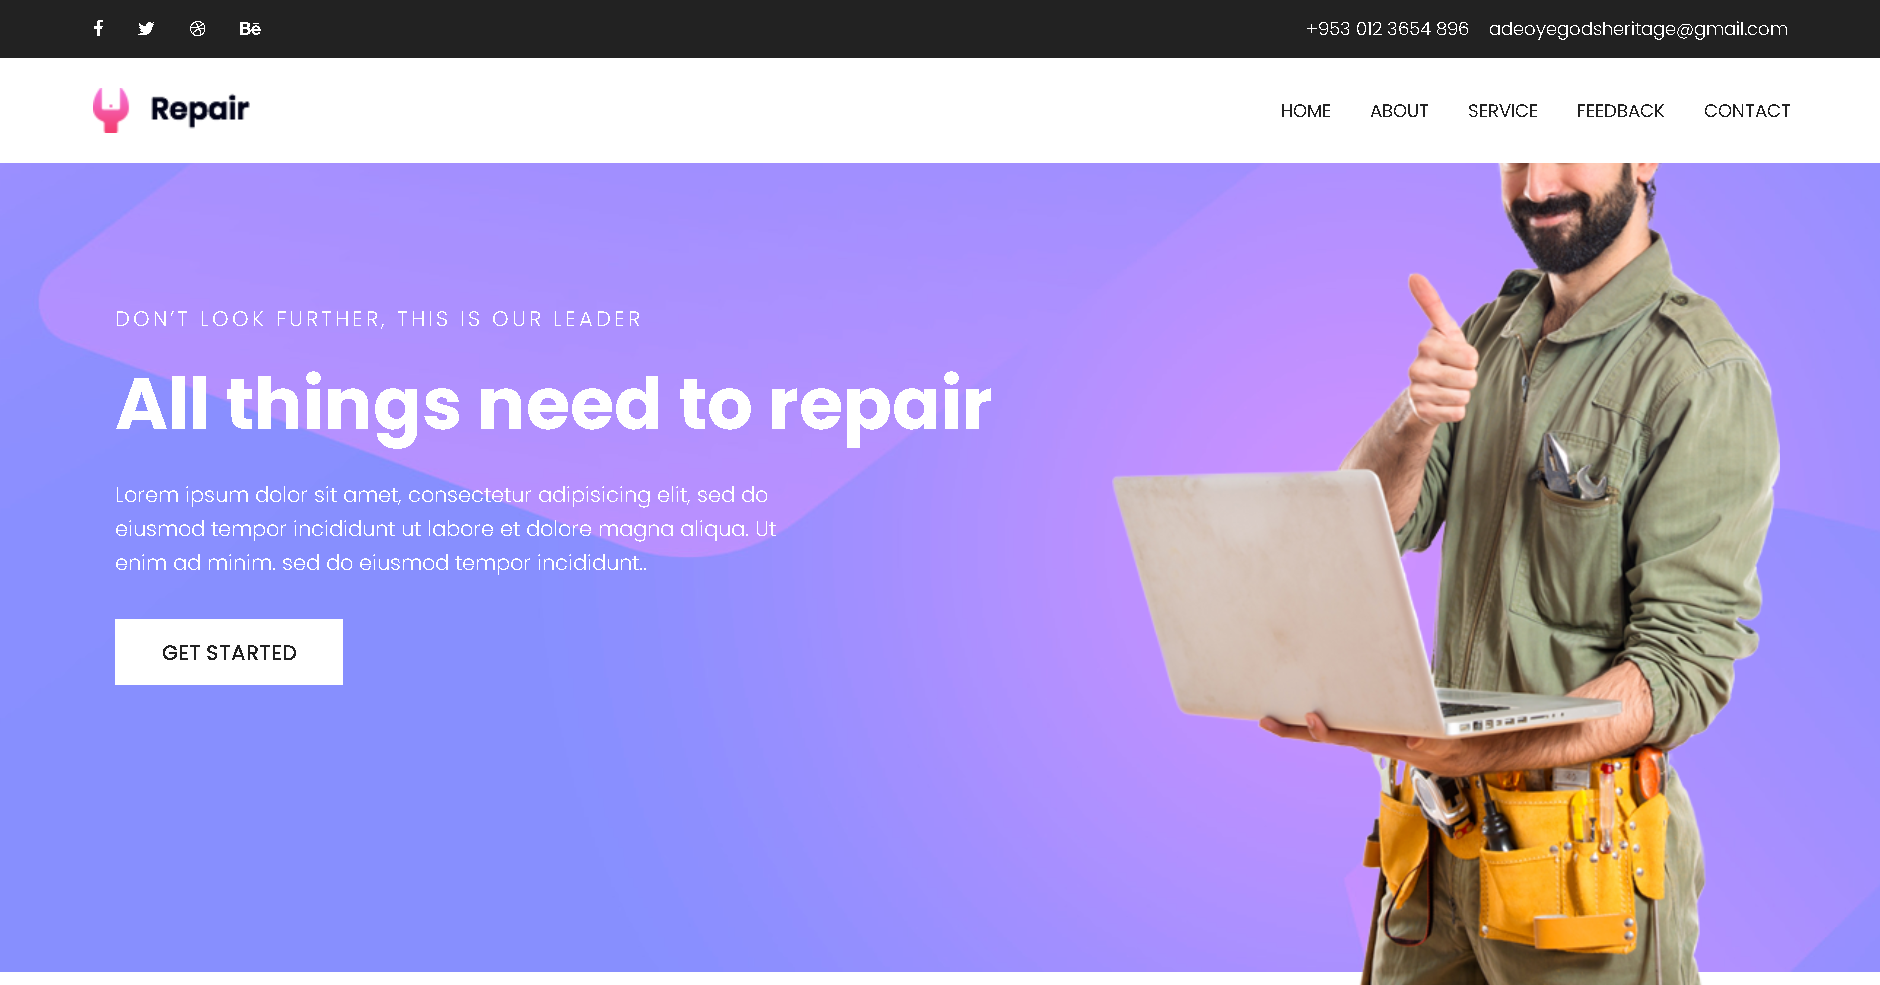 Bē
+953 012 3654 896 adeoyegodsheritage@gmail.com
Repair
HOME ABOUT SERVICE FEEDBACK CONTACT
DON’T LOOK FURTHER, THIS IS OUR LEADER
All things need to repair
Lorem ipsum dolor sit amet, consectetur adipisicing elit, sed do
eiusmod tempor incididunt ut labore et dolore magna aliqua. Ut
enim ad minim. sed do eiusmod tempor incididunt..
GET STARTED